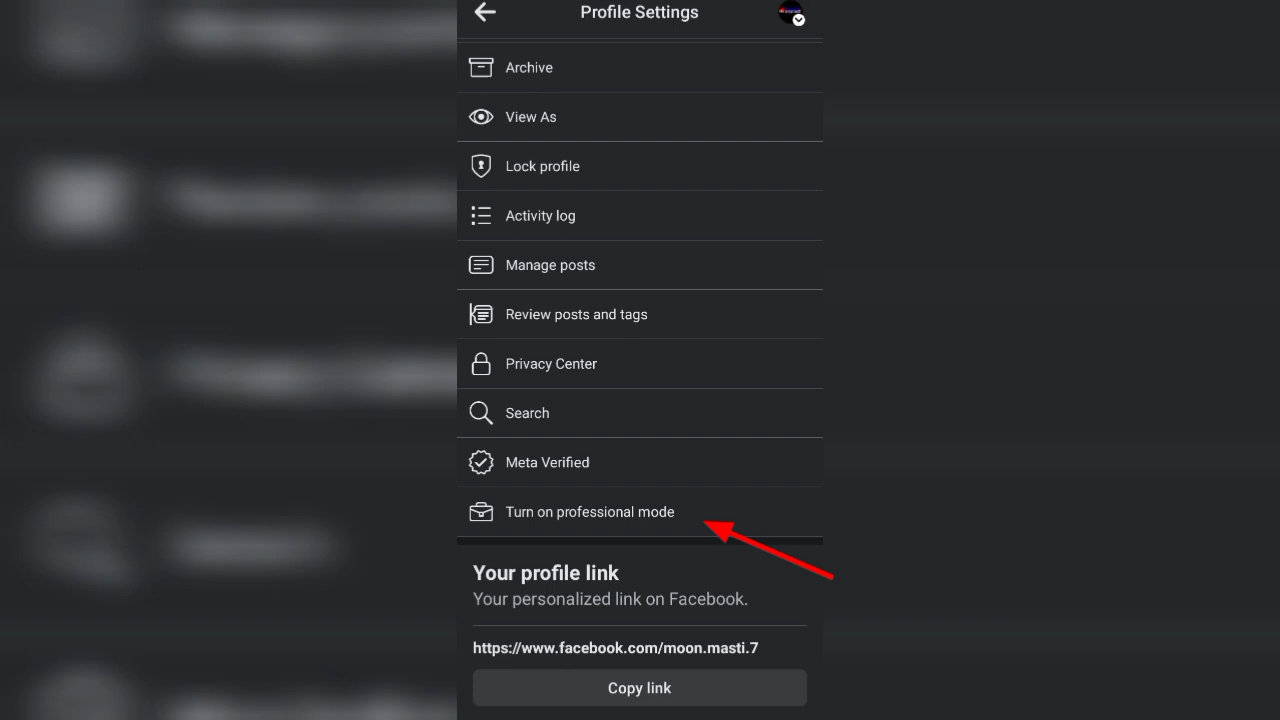 Profile Settings
Archive
View As
Lock profile
Activity log
Manage posts
Review posts and tags
Privacy Center
Search
Meta Verified
Turn on professional mode
Your profile link
Your personalized link on Facebook.
https://www.facebook.com/moon.masti.7
Copy link